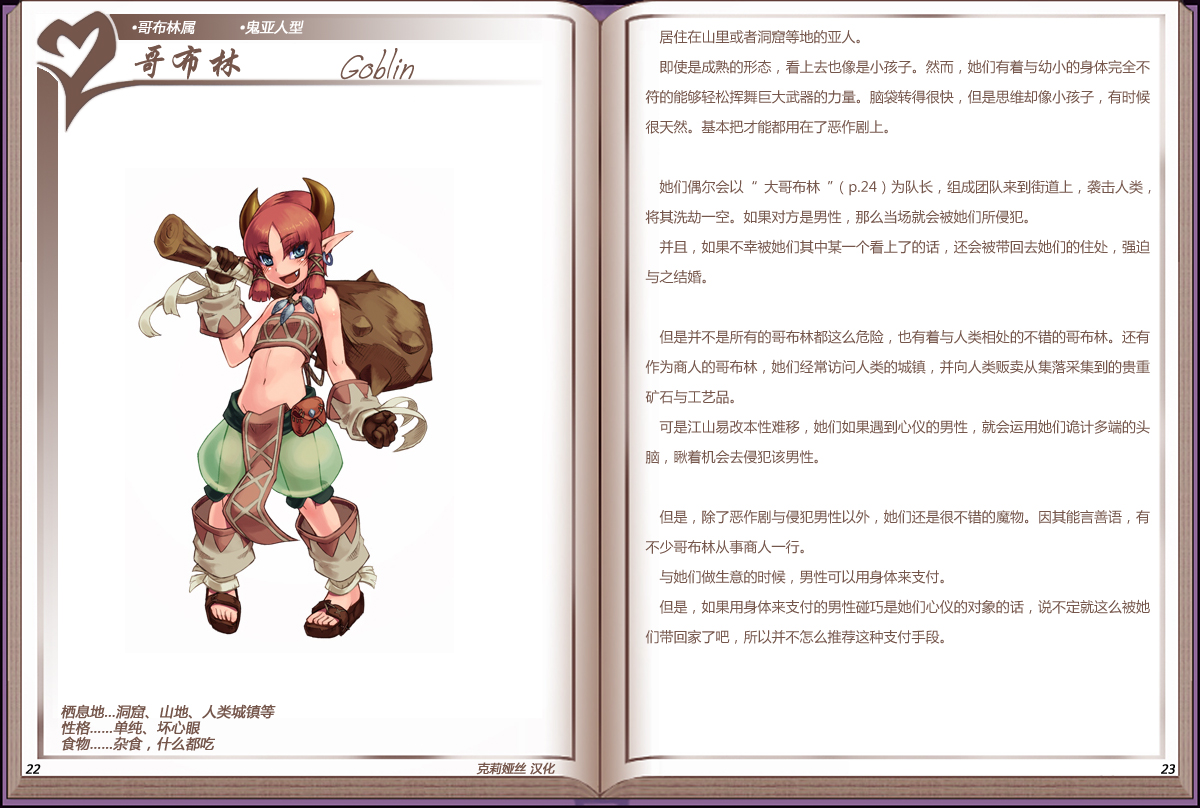 •哥布林属 •鬼亚人型
哥布林 Goblin
栖息地...洞窟、山地、人类城镇等
性格......单纯、坏心眼
食物......杂食，什么都吃
22
克莉娅丝 汉化
居住在山里或者洞窟等地的亚人。
即使是成熟的形态，看上去也像是小孩子。然而，她们有着与幼小的身体完全不
符的能够轻松挥舞巨大武器的力量。脑袋转得很快，但是思维却像小孩子，有时候
很天然。基本把才能都用在了恶作剧上。
她们偶尔会以“ 大哥布林 ”（p.24）为队长，组成团队来到街道上，袭击人类，
将其洗劫一空。如果对方是男性，那么当场就会被她们所侵犯。
并且，如果不幸被她们其中某一个看上了的话，还会被带回去她们的住处，强迫
与之结婚。
但是并不是所有的哥布林都这么危险，也有着与人类相处的不错的哥布林。还有
作为商人的哥布林，她们经常访问人类的城镇，并向人类贩卖从集落采集到的贵重
矿石与工艺品。
可是江山易改本性难移，她们如果遇到心仪的男性，就会运用她们诡计多端的头
脑，瞅着机会去侵犯该男性。
但是，除了恶作剧与侵犯男性以外，她们还是很不错的魔物。因其能言善语，有
不少哥布林从事商人一行。
与她们做生意的时候，男性可以用身体来支付。
但是，如果用身体来支付的男性碰巧是她们心仪的对象的话，说不定就这么被她
们带回家了吧，所以并不怎么推荐这种支付手段。
23